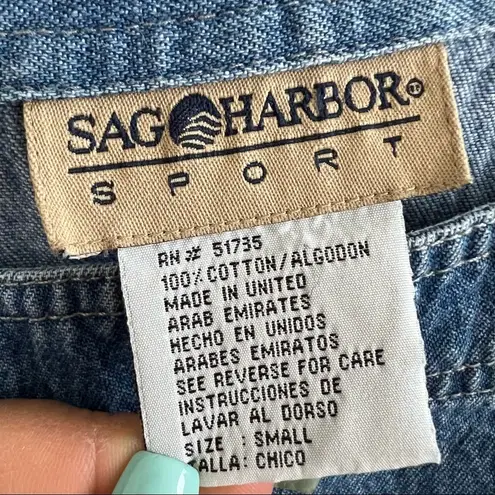 SAG HARBOR®
SPORT
RN # 51735
100% COTTON/ALGODON
MADE IN UNITED
ARAB EMIRATES
HECHO EN UNIDOS
ARABES EMIRATOS
SEE REVERSE FOR CARE
INSTRUCCIONES DE
LAVAR AL DORSO
SIZE : SMALL
ALLA: CHICO